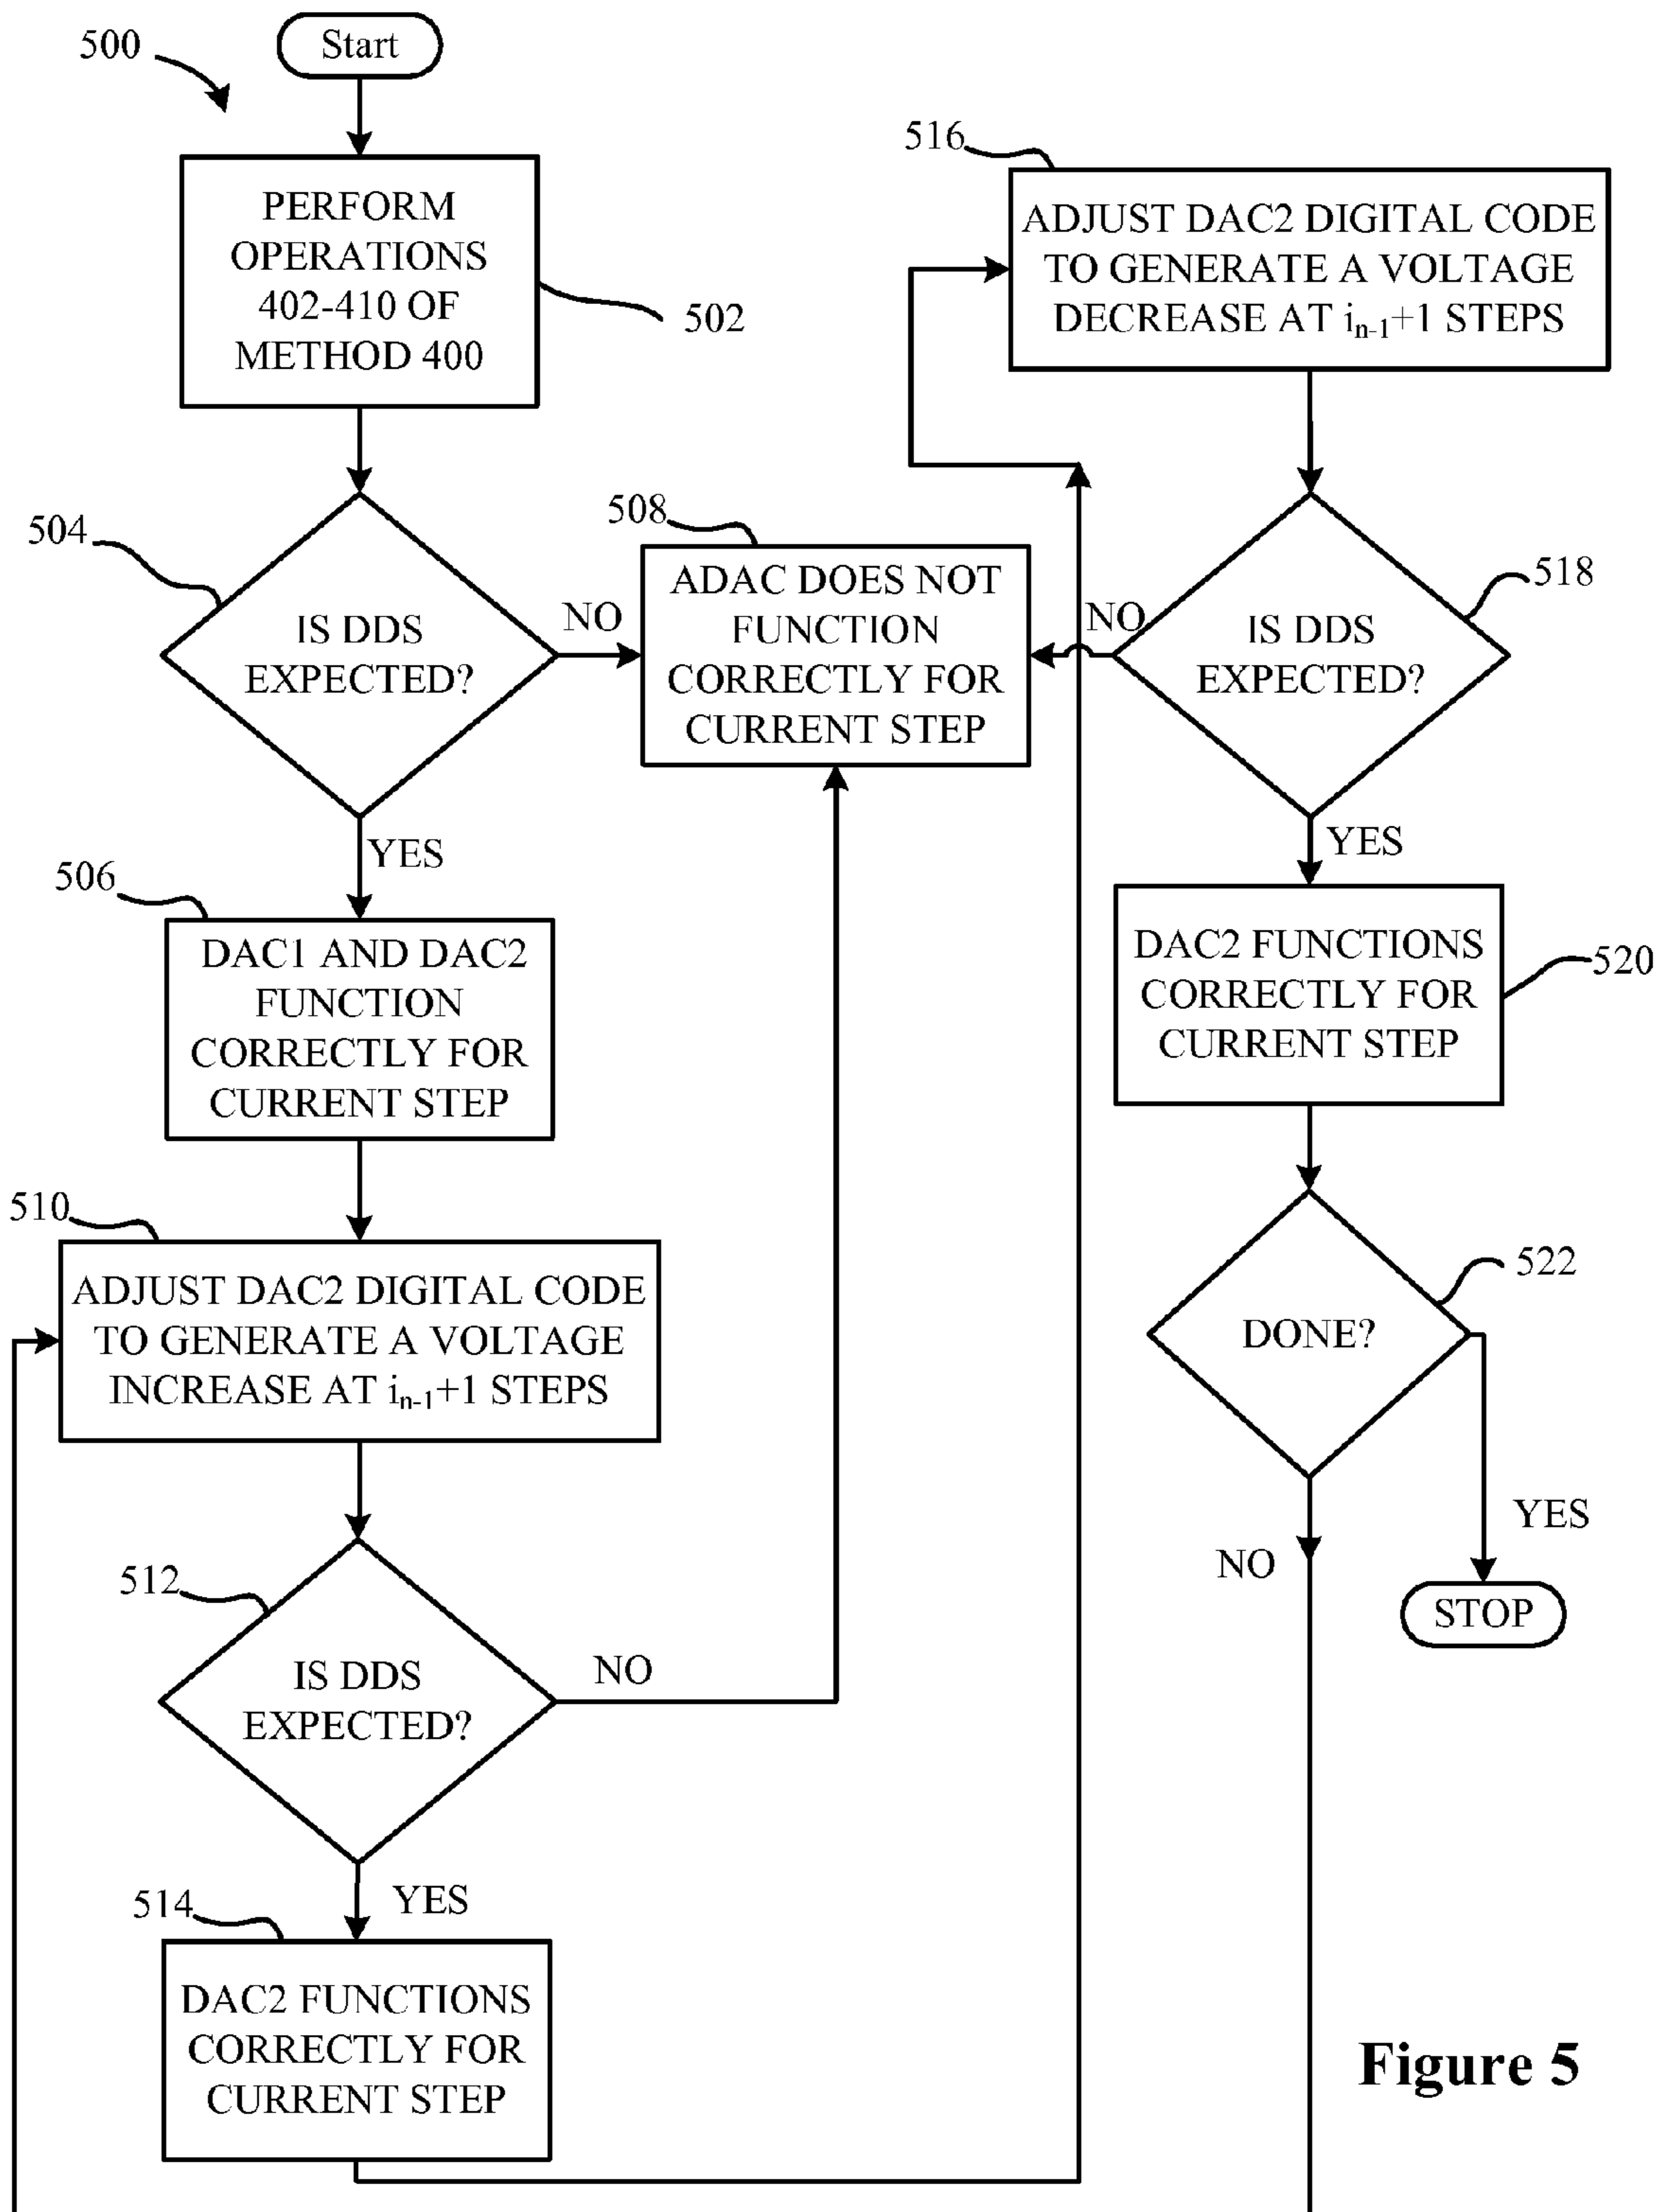 500
Start
PERFORM
OPERATIONS
402-410 OF
METHOD 400
502
504
IS DDS
EXPECTED?
NO
YES
506
DAC1 AND DAC2
FUNCTION
CORRECTLY FOR
CURRENT STEP
508
ADAC DOES NOT
FUNCTION
CORRECTLY FOR
CURRENT STEP
510
ADJUST DAC2 DIGITAL CODE
TO GENERATE A VOLTAGE
INCREASE AT i_{n-1}+1 STEPS
512
IS DDS
EXPECTED?
NO
YES
514
DAC2 FUNCTIONS
CORRECTLY FOR
CURRENT STEP
516
ADJUST DAC2 DIGITAL CODE
TO GENERATE A VOLTAGE
DECREASE AT i_{n-1}+1 STEPS
518
IS DDS
EXPECTED?
NO
YES
DAC2 FUNCTIONS
CORRECTLY FOR
CURRENT STEP
520
522
DONE?
YES
NO
STOP
Figure 5